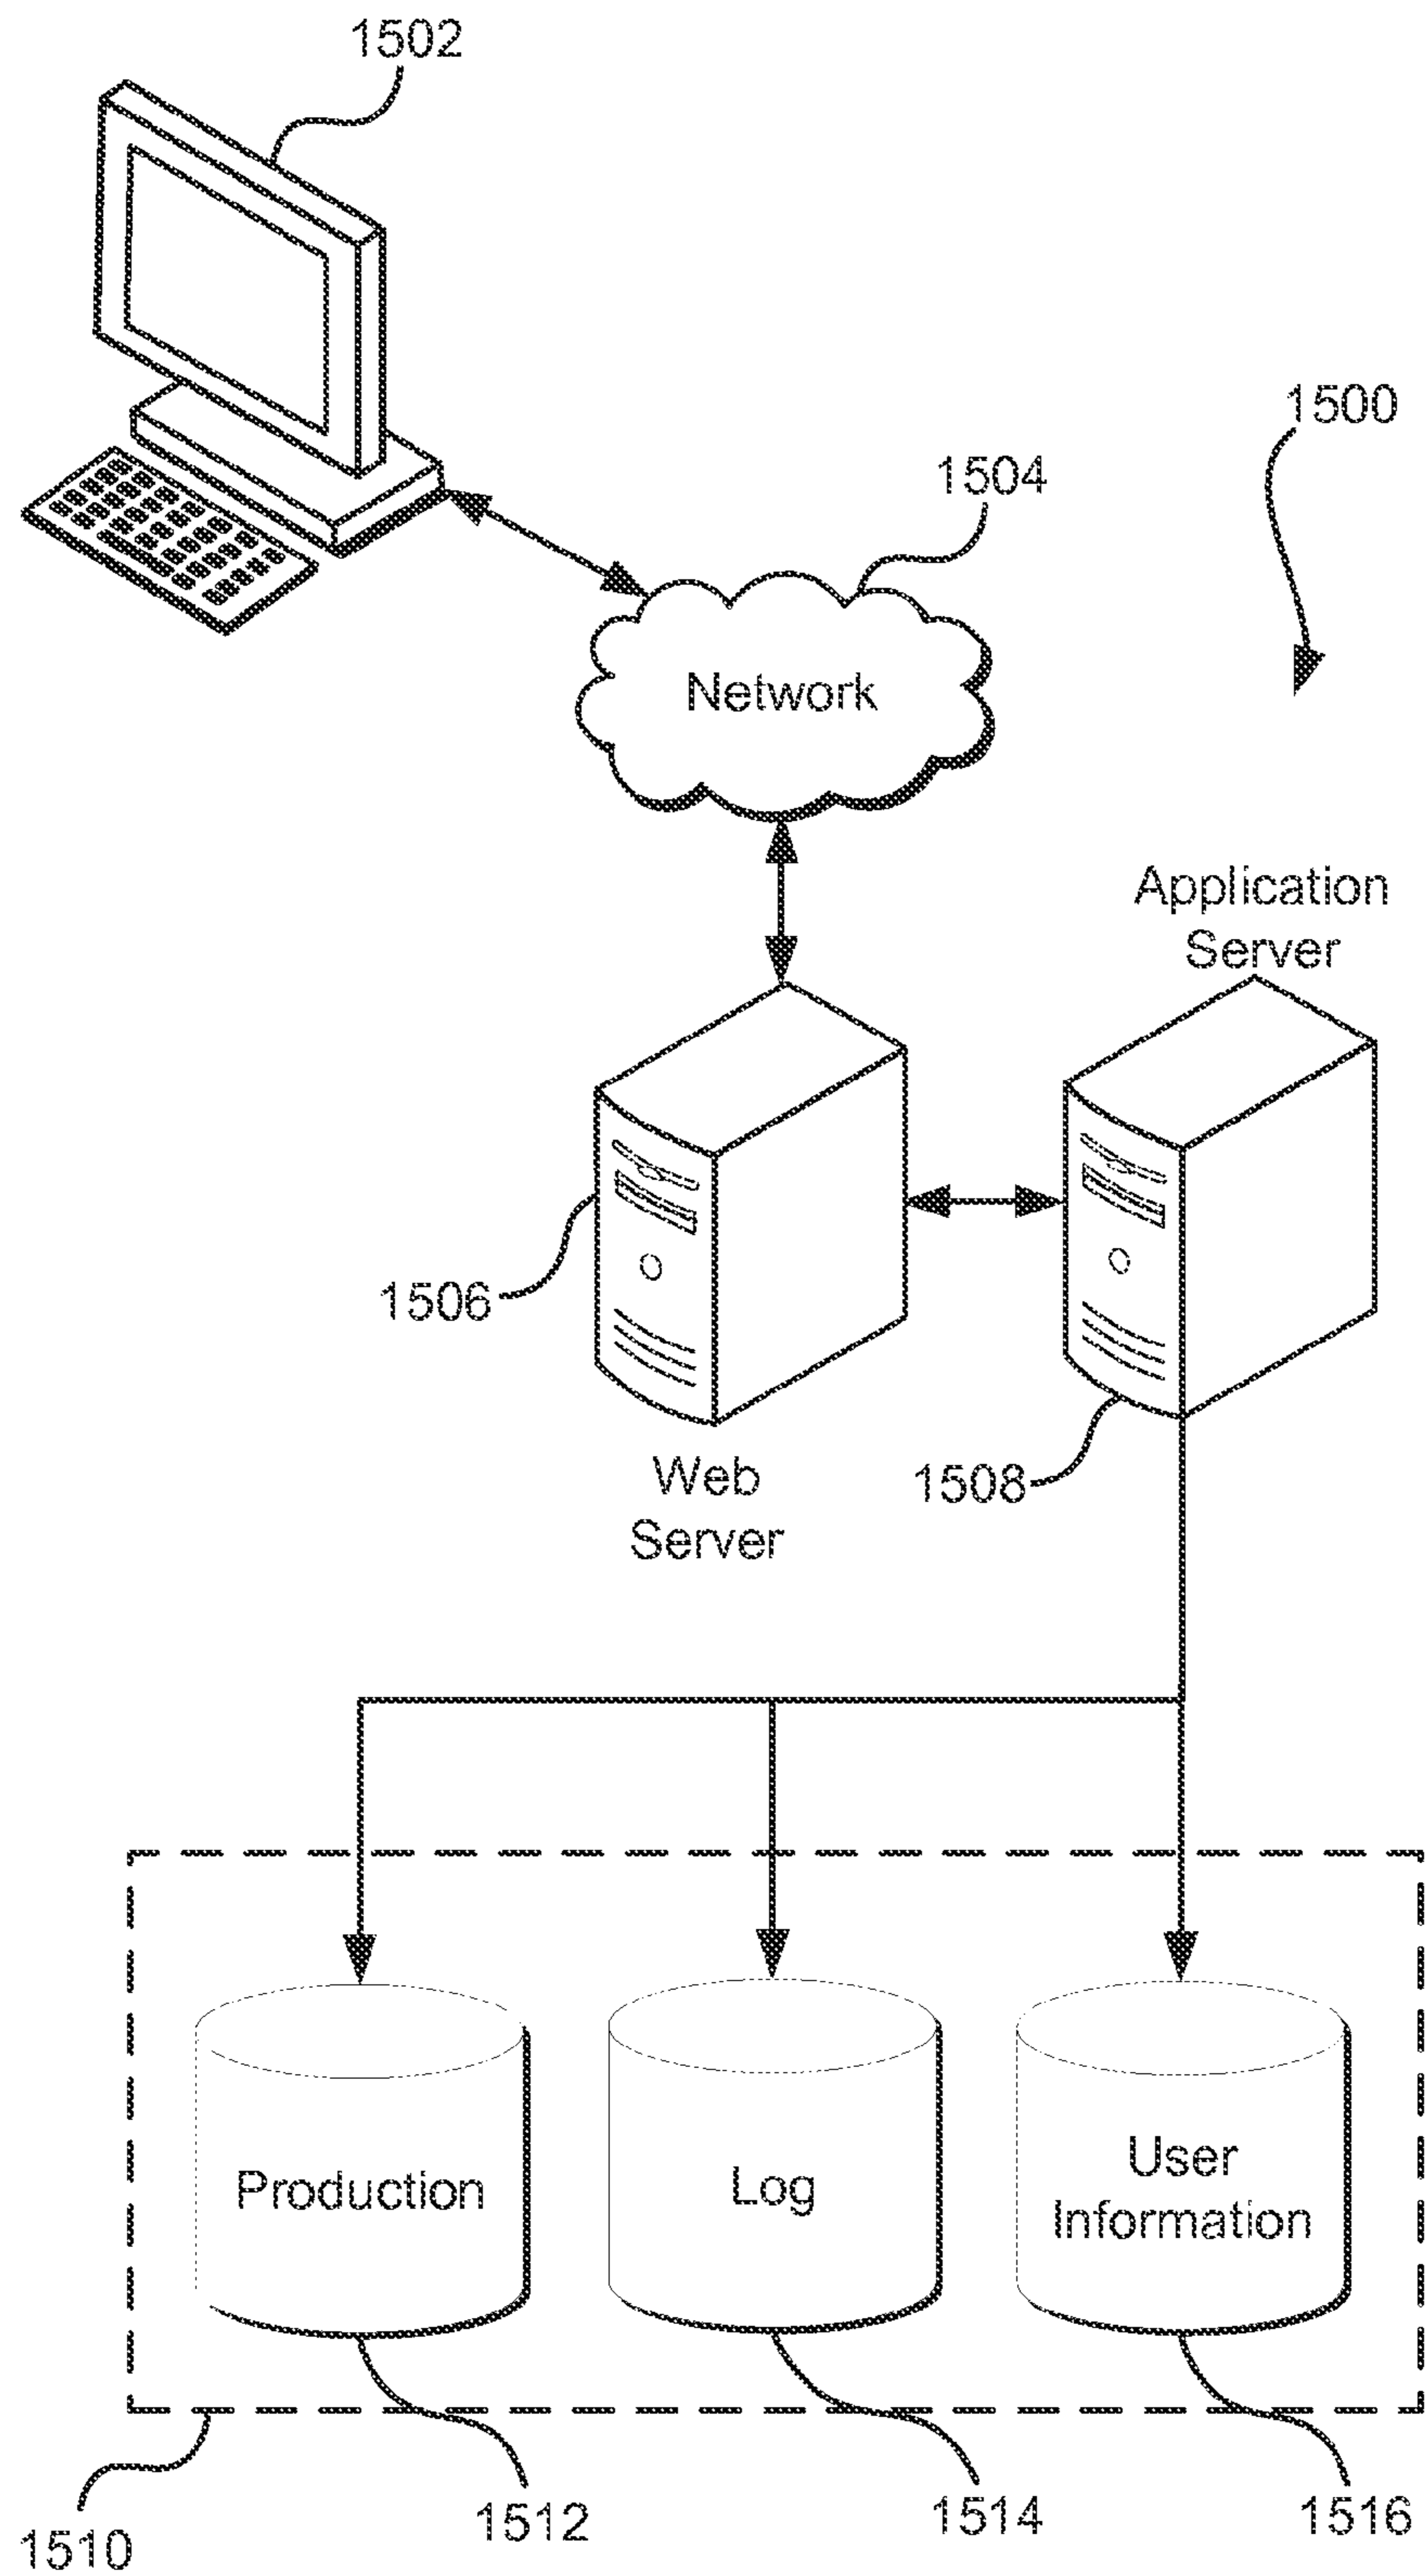 1502
1500
1504
Network
Application
Server
1506
Web
Server
1508
Production
Log
User
Information
1510
1512
1514
1516